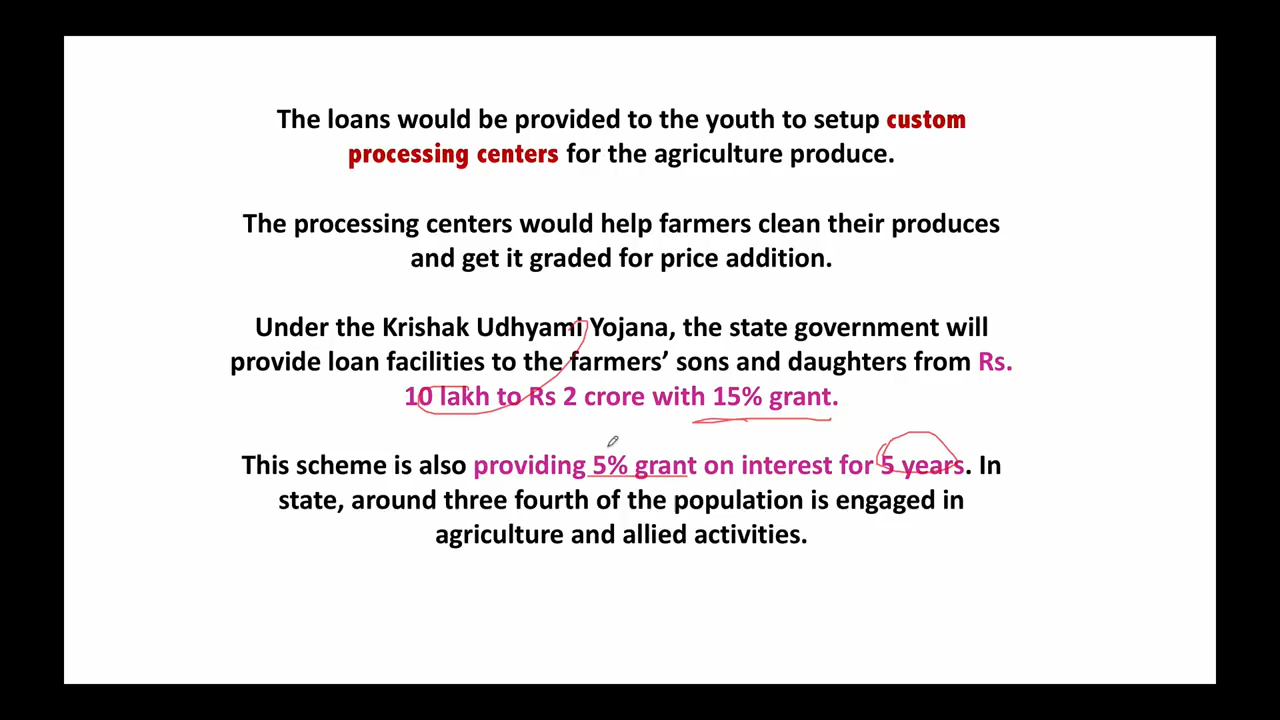 The loans would be provided to the youth to setup custom
processing centers for the agriculture produce.
The processing centers would help farmers clean their produces
and get it graded for price addition.
Under the Krishak Udhyami Yojana, the state government will
provide loan facilities to the farmers’ sons and daughters from Rs.
10 lakh to Rs 2 crore with 15% grant.
This scheme is also providing 5% grant on interest for 5 years. In
state, around three fourth of the population is engaged in
agriculture and allied activities.